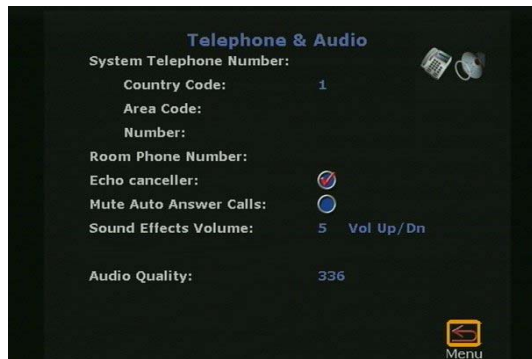 Telephone & Audio
System Telephone Number:
Country Code: 1
Area Code:
Number:
Room Phone Number:
Echo canceller:
Mute Auto Answer Calls:
Sound Effects Volume: 5 Vol Up/Dn
Audio Quality: 336
Menu